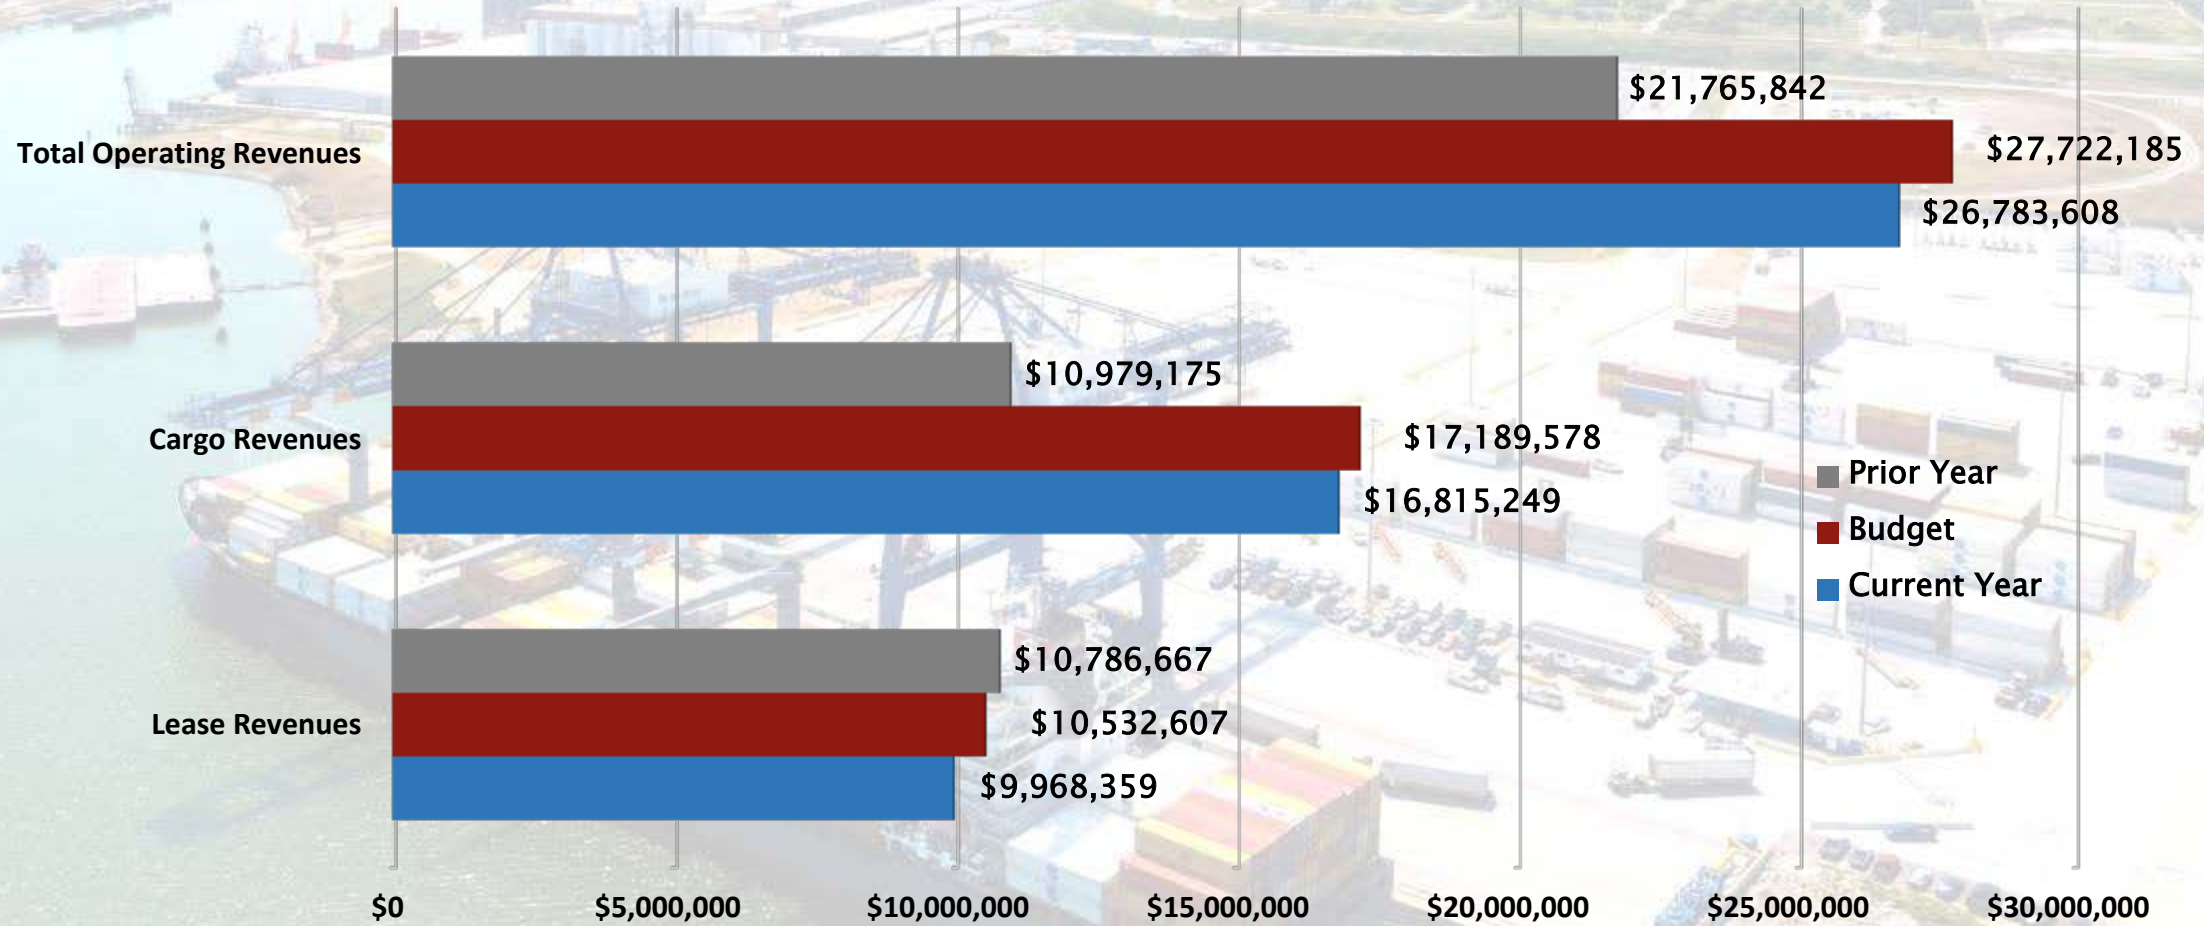 Total Operating Revenues
$21,765,842
$27,722,185
$26,783,608
Cargo Revenues
$10,979,175
$17,189,578
$16,815,249
Lease Revenues
$10,786,667
$10,532,607
$9,968,359
Prior Year
Budget
Current Year
$0 $5,000,000 $10,000,000 $15,000,000 $20,000,000 $25,000,000 $30,000,000